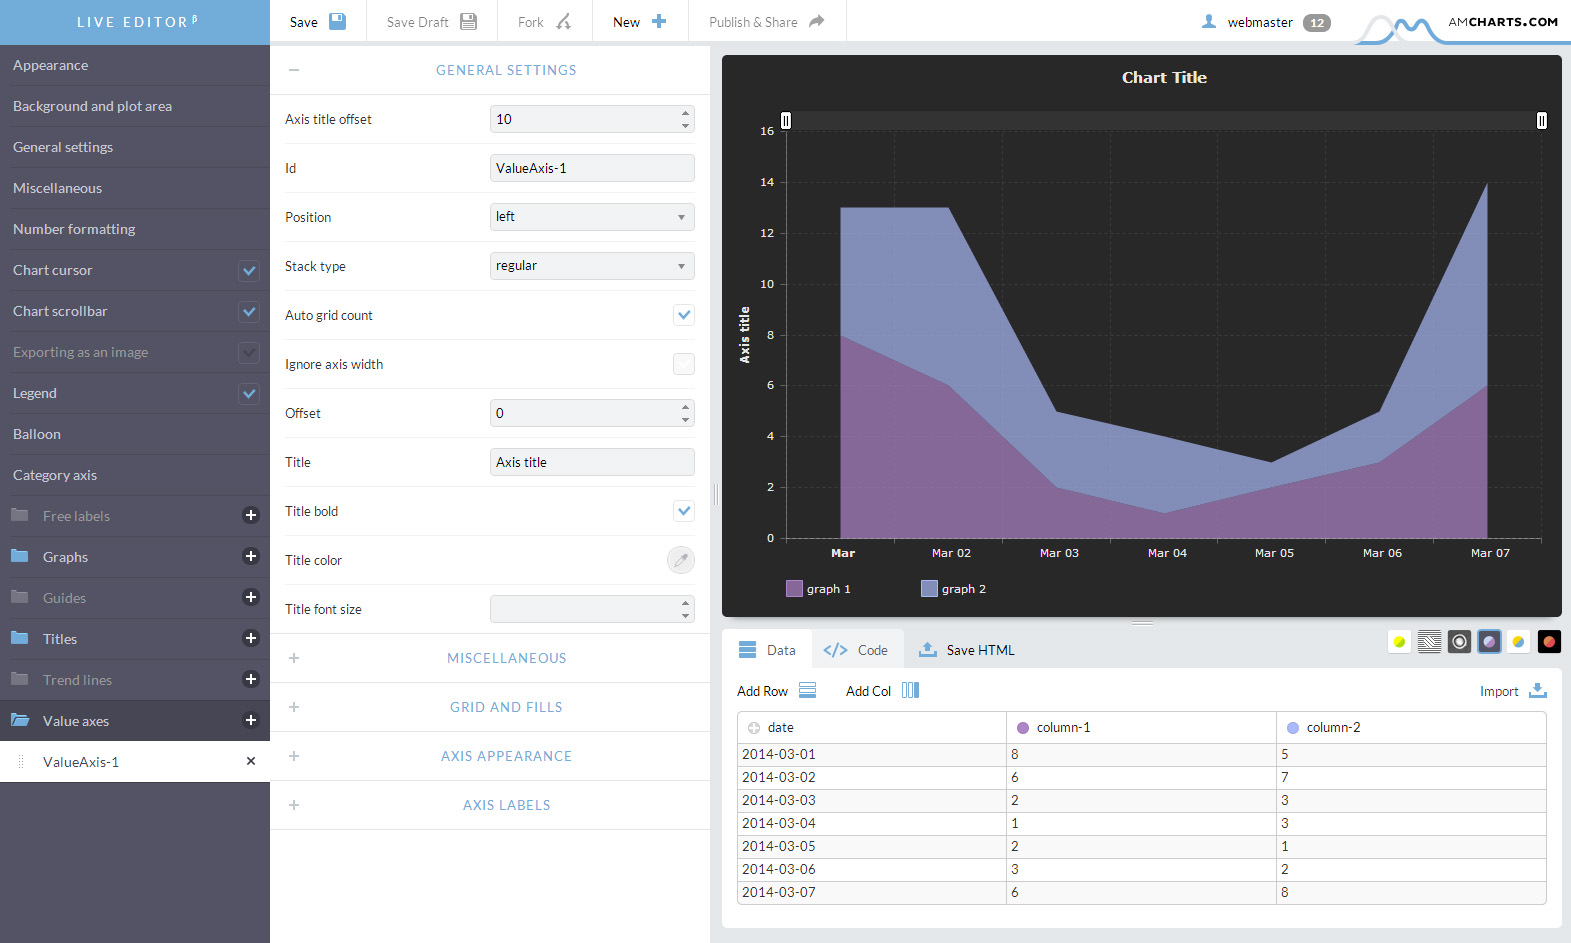 LIVE EDITOR β
Save
Save Draft
Fork
New
Publish & Share
webmaster
12
AMCHARTS.COM
Appearance
Background and plot area
General settings
Miscellaneous
Number formatting
Chart cursor
Chart scrollbar
Exporting as an image
Legend
Balloon
Category axis
Free labels
Graphs
Guides
Titles
Trend lines
Value axes
ValueAxis-1
GENERAL SETTINGS
Axis title offset
10
Id
ValueAxis-1
Position
left
Stack type
regular
Auto grid count
Ignore axis width
Offset
0
Title
Axis title
Title bold
Title color
Title font size
MISCELLANEOUS
GRID AND FILLS
AXIS APPEARANCE
AXIS LABELS
Chart Title
16
14
12
10
8
6
4
2
0
Axis title
Mar
Mar 02
Mar 03
Mar 04
Mar 05
Mar 06
Mar 07
graph 1
graph 2
Data
</> Code
Save HTML
Add Row
Add Col
Import
date column-1 column-2
2014-03-01 8 5
2014-03-02 6 7
2014-03-03 2 3
2014-03-04 1 3
2014-03-05 2 1
2014-03-06 3 2
2014-03-07 6 8